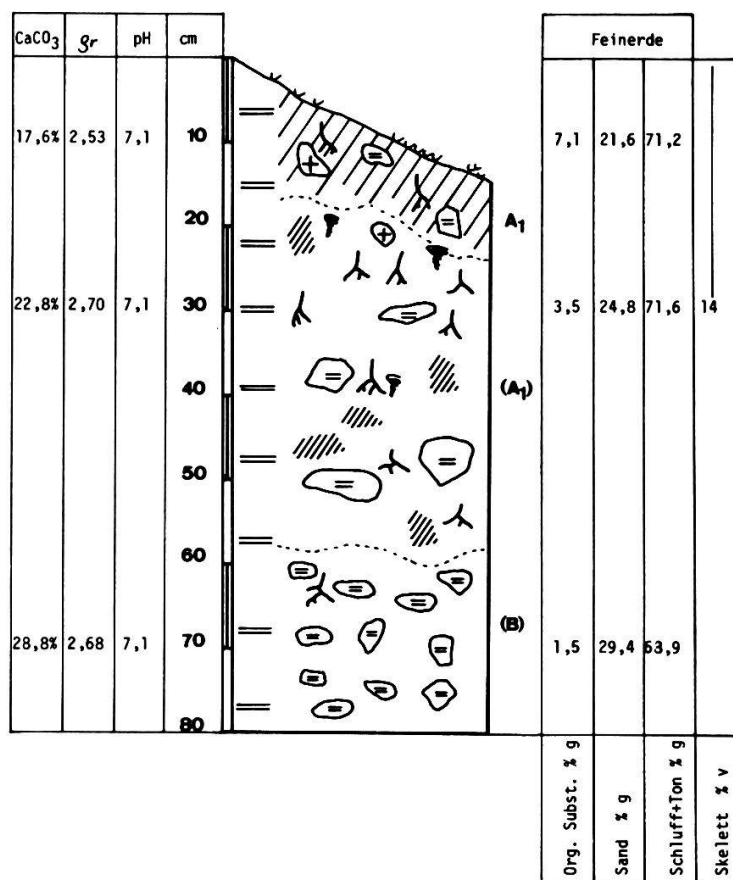 Feinerde
CaCO₃ gr pH cm
17,6% 2,53 7,1 10 7,1 21,6 71,2
20 A₁
22,8% 2,70 7,1 30 3,5 24,8 71,6 14
40 (A₁)
50
60
(B)
28,8% 2,68 7,1 70 1,5 29,4 53,9
80
Org. Subst. % g
Sand % g
Schluff+Ton % g
Skelett % v